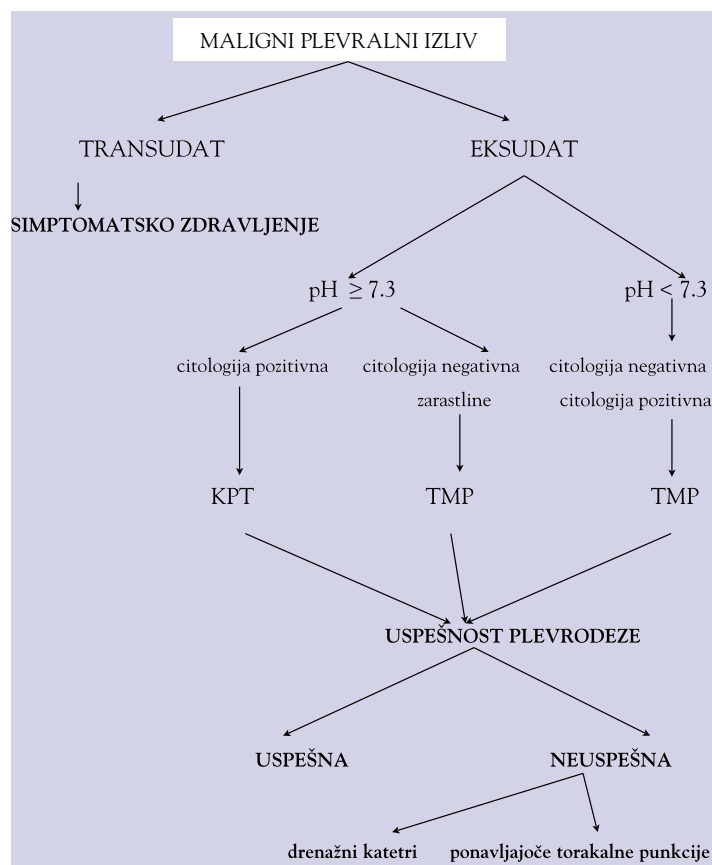 MALIGNI PLEVRALNI IZLIV
TRANSUDAT
EKSUDAT
SIMPTOMATSKO ZDRAVLJENJE
pH ≥ 7.3
pH < 7.3
citologija pozitivna
citologija negativna
citologija negativna
zarastline
citologija pozitivna
KPT
TMP
TMP
USPEŠNOST PLEVRODEZE
USPEŠNA
NEUSPEŠNA
drenažni katetri
ponavljajoče torakalne punkcije